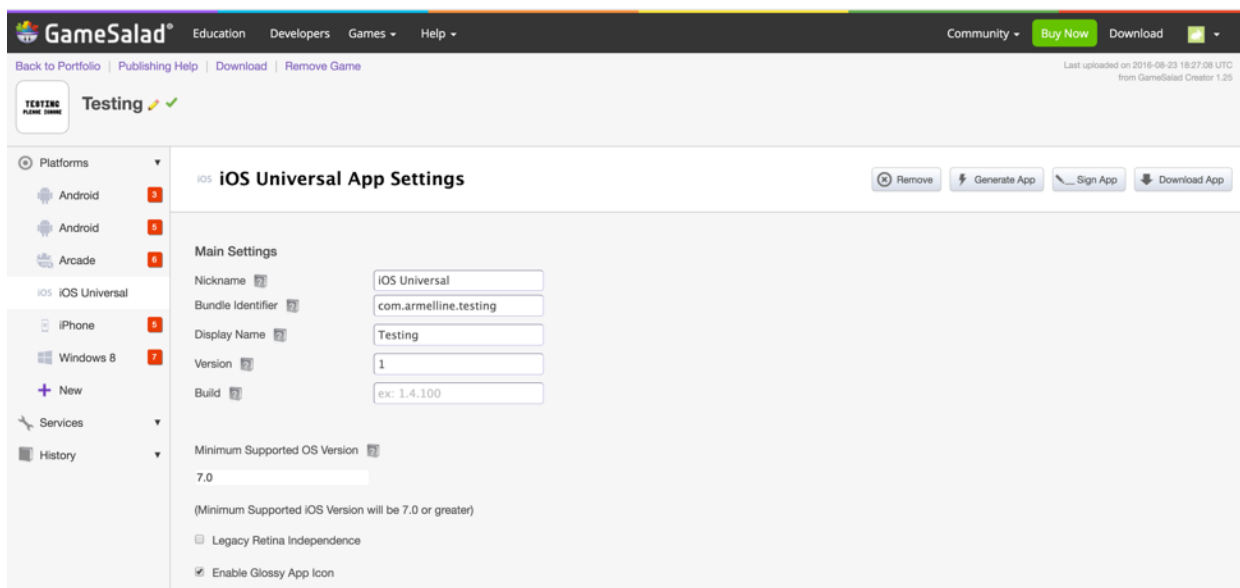 GameSalad® Education Developers Games Help Community Buy Now Download
Back to Portfolio | Publishing Help | Download | Remove Game
Last uploaded on 2016-08-23 18:27:08 UTC
from GameSalad Creator 1.25
TESTING
Testing
Platforms
iOS iOS Universal App Settings
Remove Generate App Sign App Download App
Android 3
Android 5
Arcade 6
iOS iOS Universal
iPhone 5
Windows 8 7
New
Services
History
Main Settings
Nickname iOS Universal
Bundle Identifier com.armelline.testing
Display Name Testing
Version 1
Build ex: 1.4.100
Minimum Supported OS Version
7.0
(Minimum Supported iOS Version will be 7.0 or greater)
Legacy Retina Independence
Enable Glossy App Icon